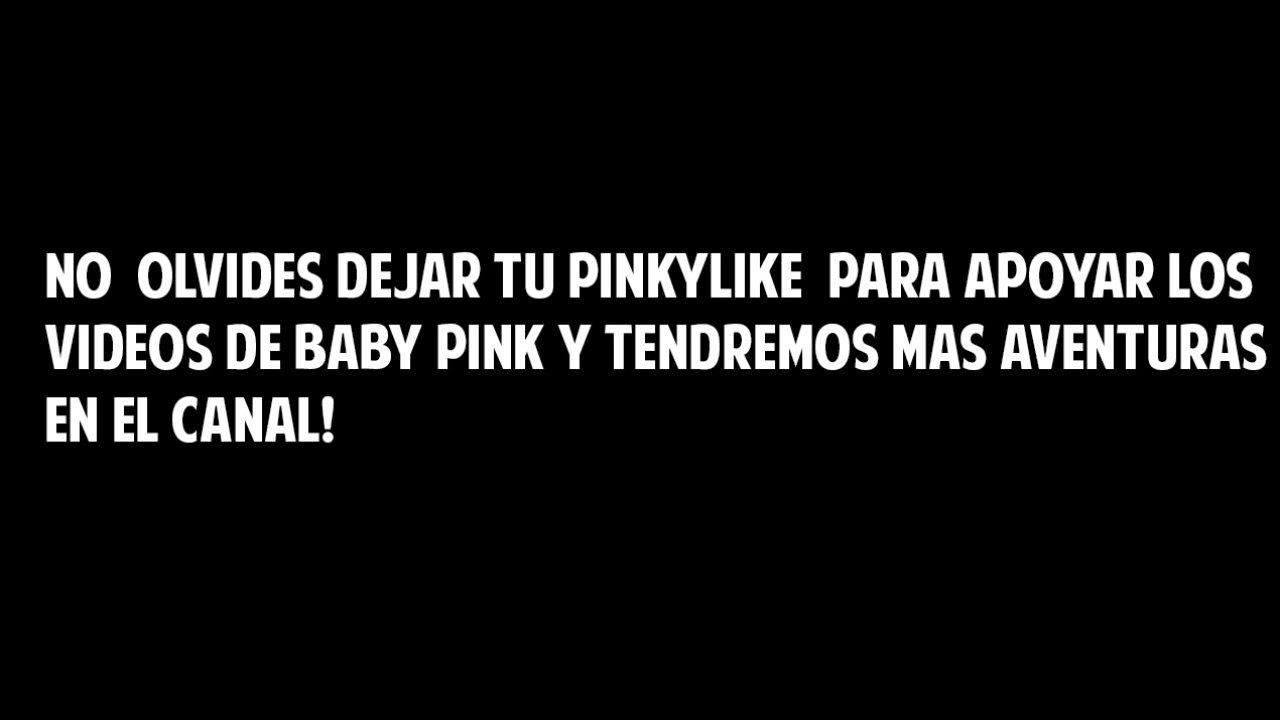 NO OLVIDES DEJAR TU PINKYLIKE PARA APOYAR LOS
VIDEOS DE BABY PINK Y TENDREMOS MAS AVENTURAS
EN EL CANAL!